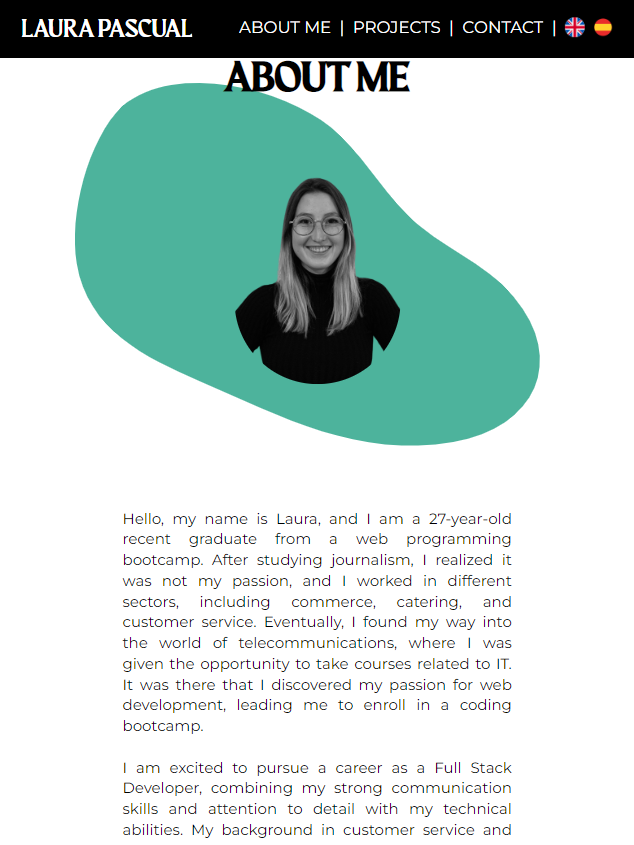 LAURA PASCUAL
ABOUT ME | PROJECTS | CONTACT |
ABOUT ME
Hello, my name is Laura, and I am a 27-year-old
recent graduate from a web programming
bootcamp. After studying journalism, I realized it
was not my passion, and I worked in different
sectors, including commerce, catering, and
customer service. Eventually, I found my way into
the world of telecommunications, where I was
given the opportunity to take courses related to IT.
It was there that I discovered my passion for web
development, leading me to enroll in a coding
bootcamp.
I am excited to pursue a career as a Full Stack
Developer, combining my strong communication
skills and attention to detail with my technical
abilities. My background in customer service and